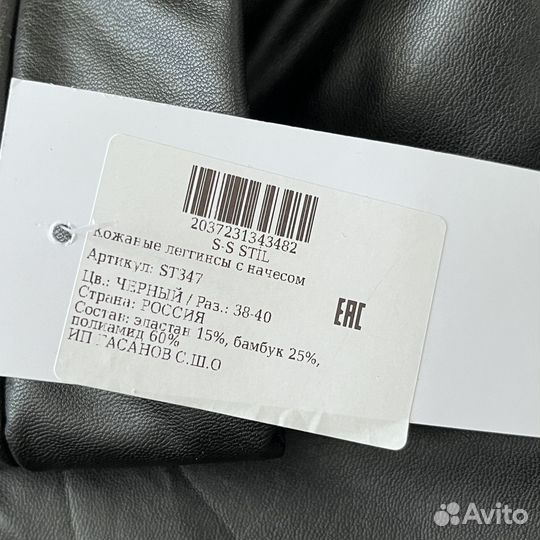 2037231343482
S-S STIL
Кожаные леггинсы с начесом
Артикул: ST347
Цв.: ЧЕРНЫЙ / Раз.: 38-40
Страна: РОССИЯ
Состав: эластан 15%, бамбук 25%,
полиамид 60%
ИП ГАСАНОВ С.Ш.О
EAC
Avito